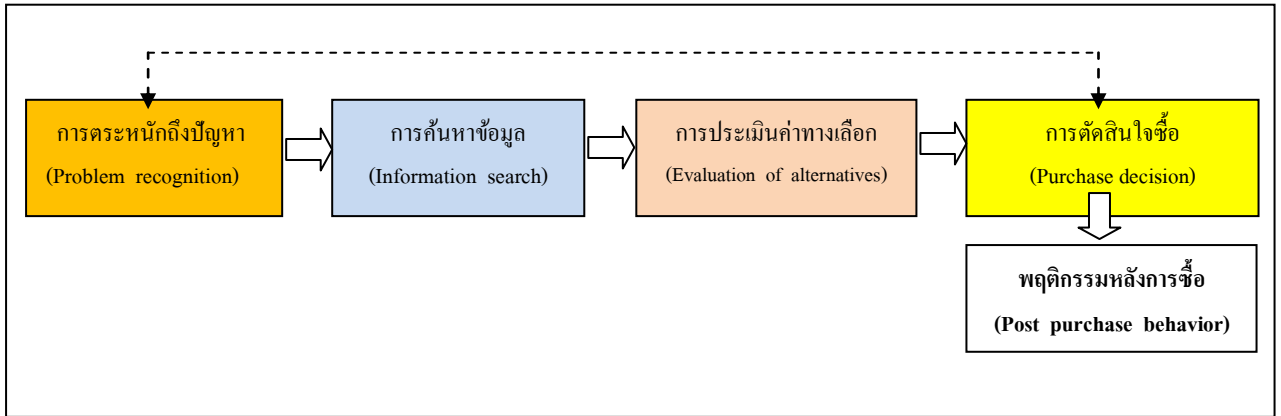 การตระหนักถึงปัญหา
(Problem recognition)
การค้นหาข้อมูล
(Information search)
การประเมินค่าทางเลือก
(Evaluation of alternatives)
การตัดสินใจซื้อ
(Purchase decision)
พฤติกรรมหลังการซื้อ
(Post purchase behavior)